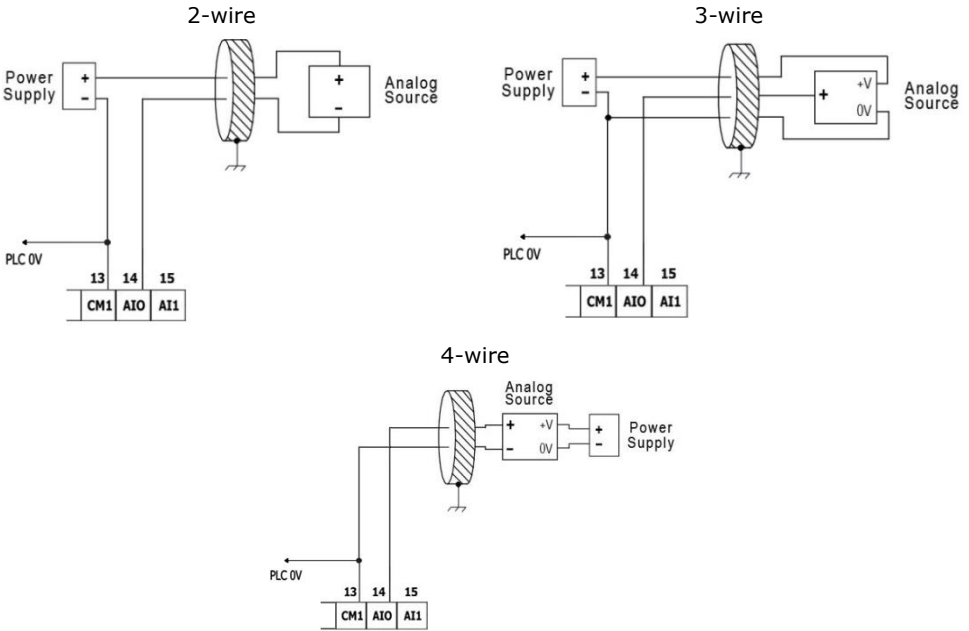 2-wire
Power
Supply
+
-
+
-
Analog
Source
PLC 0V
13 14 15
CM1 AI0 AI1
3-wire
Power
Supply
+
-
+
+V
0V
Analog
Source
PLC 0V
13 14 15
CM1 AI0 AI1
4-wire
Analog
Source
+ +V
- 0V
+
-
Power
Supply
PLC 0V
13 14 15
CM1 AI0 AI1